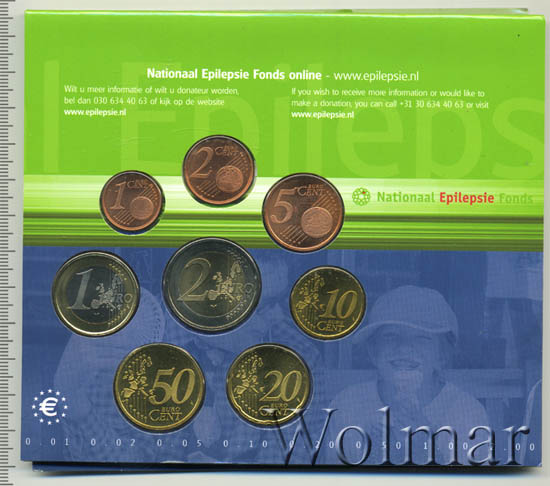 Nationaal Epilepsie Fonds online - www.epilepsie.nl
Wilt u meer informatie of wilt u donateur worden,
bel dan 030 634 40 63 of kijk op de website
www.epilepsie.nl
If you wish to receive more information or would like to
make a donation, you can call +31 30 634 40 63 or visit
www.epilepsie.nl
Epileps
2 EURO CENT
1 EURO CENT
5 EURO CENT
Nationaal Epilepsie Fonds
1 EURO
2 EURO
10 EURO CENT
50 EURO CENT
20 EURO CENT
€
0.01 0.02 0.05 0.10 0.20 0.50 1.00 2.00
Wolmar